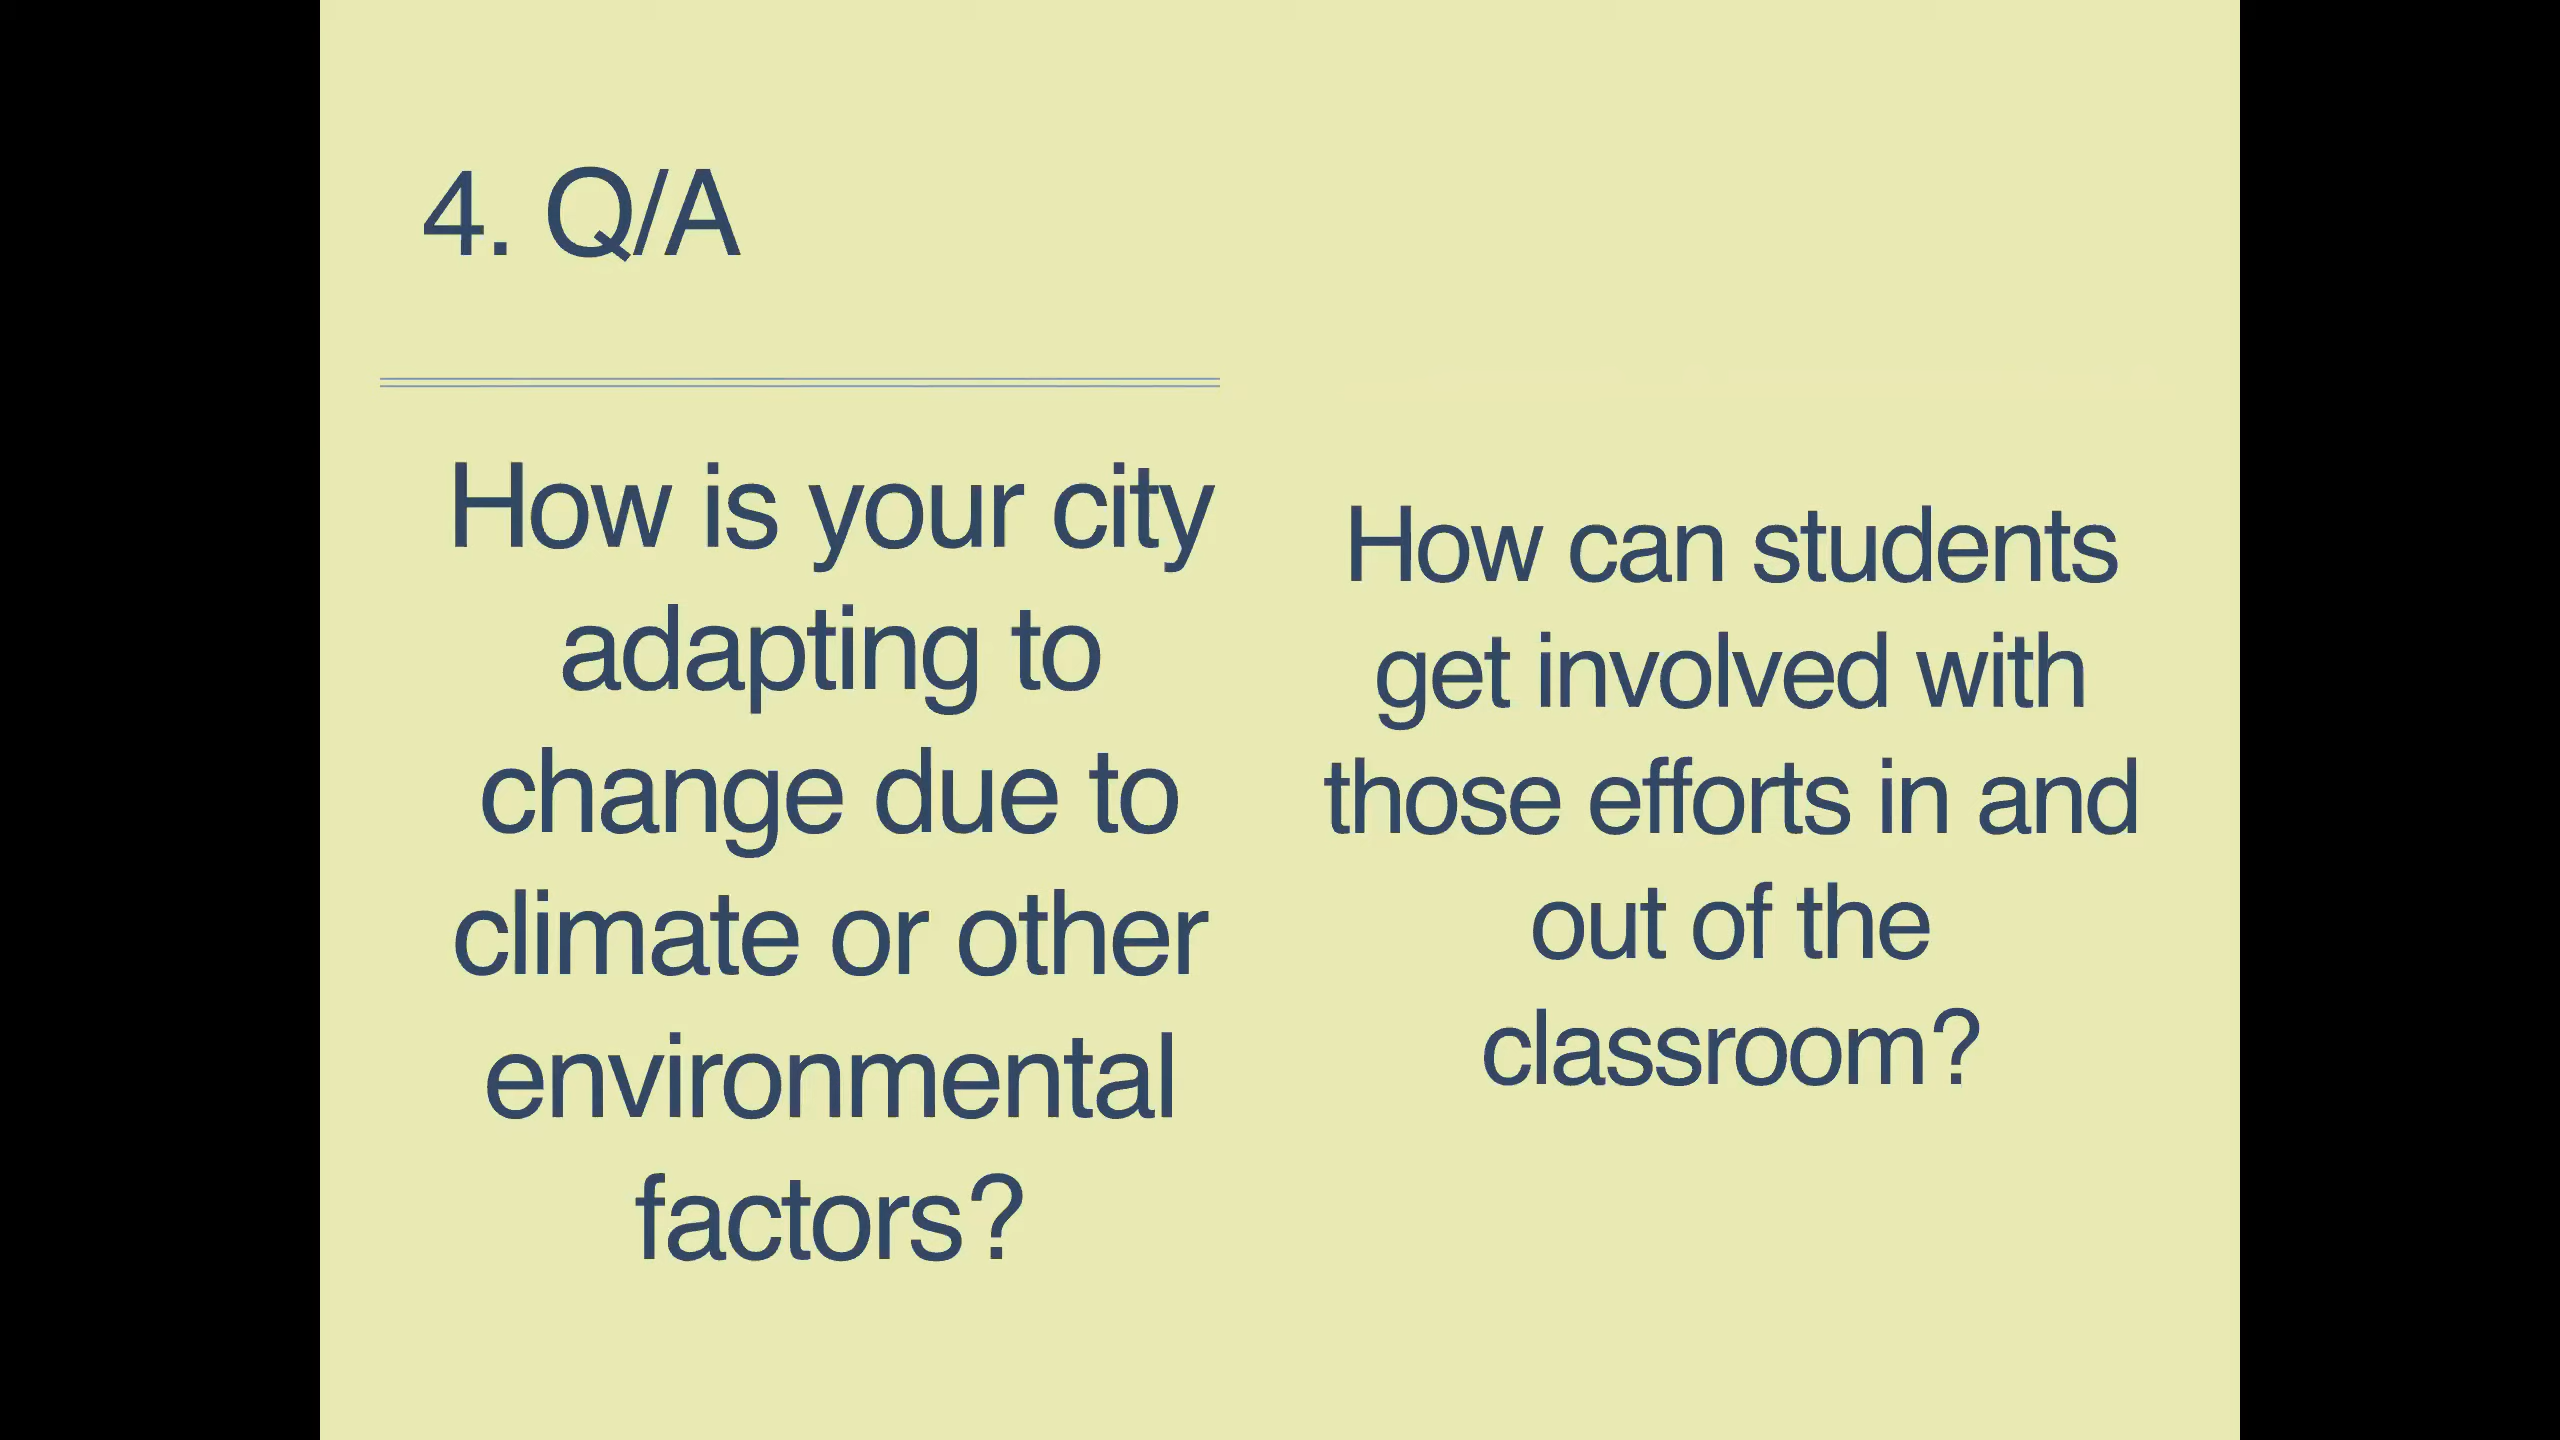 4. Q/A
How is your city
adapting to
change due to
climate or other
environmental
factors?
How can students
get involved with
those efforts in and
out of the
classroom?